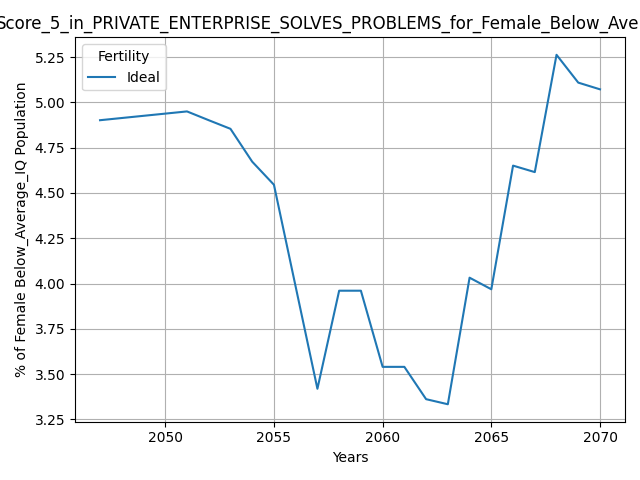 Score_5_in_PRIVATE_ENTERPRISE_SOLVES_PROBLEMS_for_Female_Below_Ave
Fertility
Ideal
5.25
5.00
4.75
4.50
4.25
4.00
3.75
3.50
3.25
% of Female Below_Average_IQ Population
2050
2055
2060
2065
2070
Years